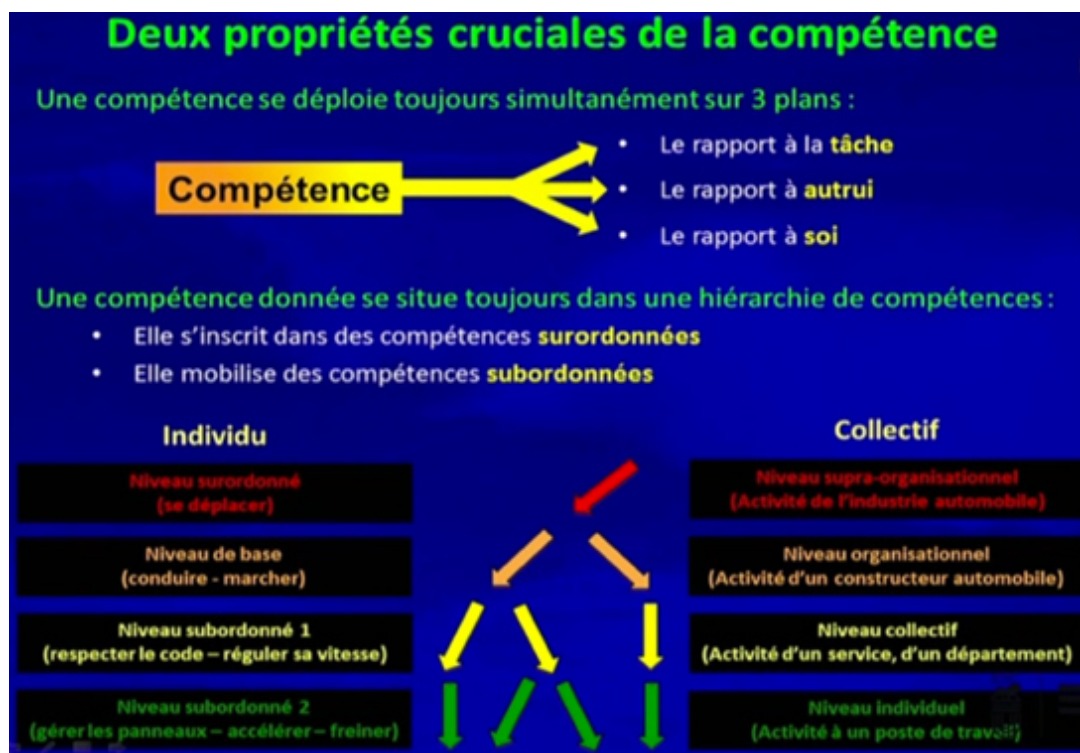 Deux propriétés cruciales de la compétence
Une compétence se déploie toujours simultanément sur 3 plans :
Compétence
• Le rapport à la tâche
• Le rapport à autrui
• Le rapport à soi
Une compétence donnée se situe toujours dans une hiérarchie de compétences :
• Elle s'inscrit dans des compétences surordonnées
• Elle mobilise des compétences subordonnées
Individu
Niveau surordonné
(se déplacer)
Niveau de base
(conduire - marcher)
Niveau subordonné 1
(respecter le code – réguler sa vitesse)
Niveau subordonné 2
(gérer les panneaux – accélérer – freiner)
Collectif
Niveau supra-organisationnel
(Activité de l'industrie automobile)
Niveau organisationnel
(Activité d'un constructeur automobile)
Niveau collectif
(Activité d'un service, d'un département)
Niveau individuel
(Activité à un poste de travail)